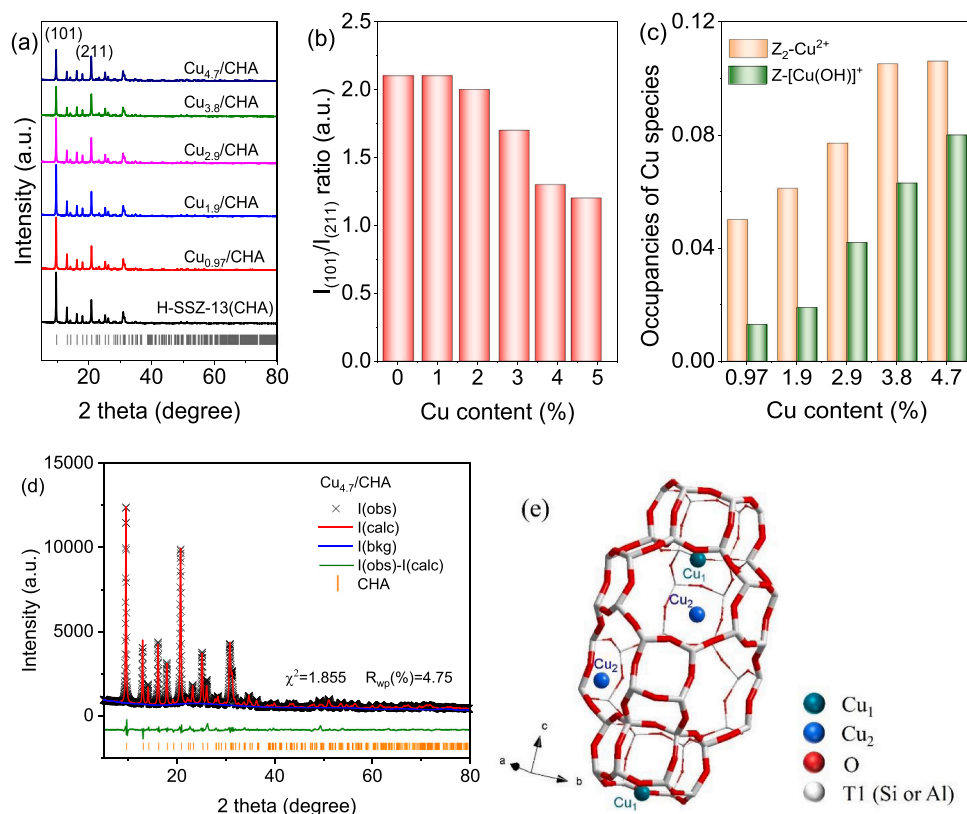 (a)
(101)
(211)
Cu4.7/CHA
Cu3.8/CHA
Cu2.9/CHA
Cu1.9/CHA
Cu0.97/CHA
H-SSZ-13(CHA)
Intensity (a.u.)
0 20 40 60 80
2 theta (degree)
(b)
I(101)/I(211) ratio (a.u.)
2.5
2.0
1.5
1.0
0.5
0.0
0 1 2 3 4 5
Cu content (%)
(c)
Z2-Cu2+
Z-[Cu(OH)]+
Occupancies of Cu species
0.12
0.08
0.04
0.00
0.97 1.9 2.9 3.8 4.7
Cu content (%)
(d)
Cu4.7/CHA
I(obs)
I(calc)
I(bkg)
I(obs)-I(calc)
CHA
χ2=1.855 Rwp(%)=4.75
Intensity (a.u.)
15000
10000
5000
0
20 40 60 80
2 theta (degree)
(e)
Cu1
Cu2
Cu2
Cu1
a
b
c
Cu1
Cu2
O
T1 (Si or Al)